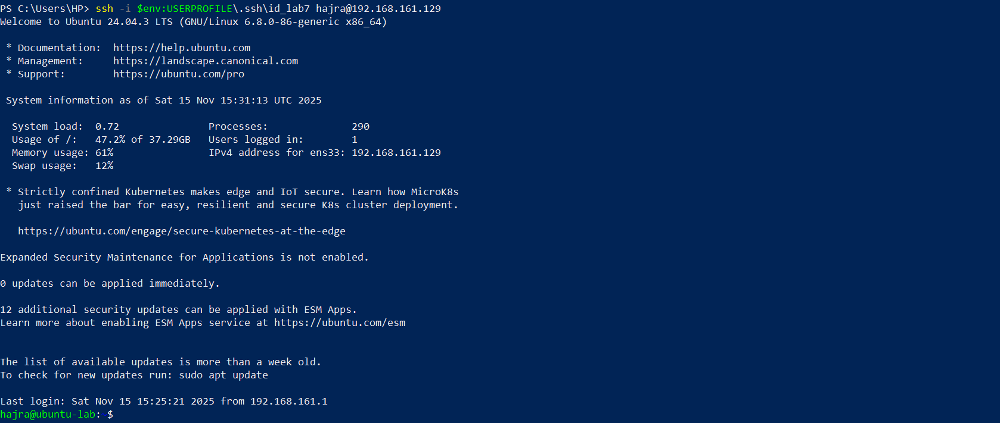 PS C:\Users\HP> ssh -i $env:USERPROFILE\.ssh\id_lab7 hajra@192.168.161.129
Welcome to Ubuntu 24.04.3 LTS (GNU/Linux 6.8.0-86-generic x86_64)

 * Documentation:  https://help.ubuntu.com
 * Management:     https://landscape.canonical.com
 * Support:        https://ubuntu.com/pro

 System information as of Sat 15 Nov 15:31:13 UTC 2025

  System load:  0.72               Processes:              290
  Usage of /:   47.2% of 37.29GB   Users logged in:        1
  Memory usage: 61%                IPv4 address for ens33: 192.168.161.129
  Swap usage:   12%

 * Strictly confined Kubernetes makes edge and IoT secure. Learn how MicroK8s
   just raised the bar for easy, resilient and secure K8s cluster deployment.

   https://ubuntu.com/engage/secure-kubernetes-at-the-edge

Expanded Security Maintenance for Applications is not enabled.

0 updates can be applied immediately.

12 additional security updates can be applied with ESM Apps.
Learn more about enabling ESM Apps service at https://ubuntu.com/esm


The list of available updates is more than a week old.
To check for new updates run: sudo apt update

Last login: Sat Nov 15 15:25:21 2025 from 192.168.161.1
hajra@ubuntu-lab:~$